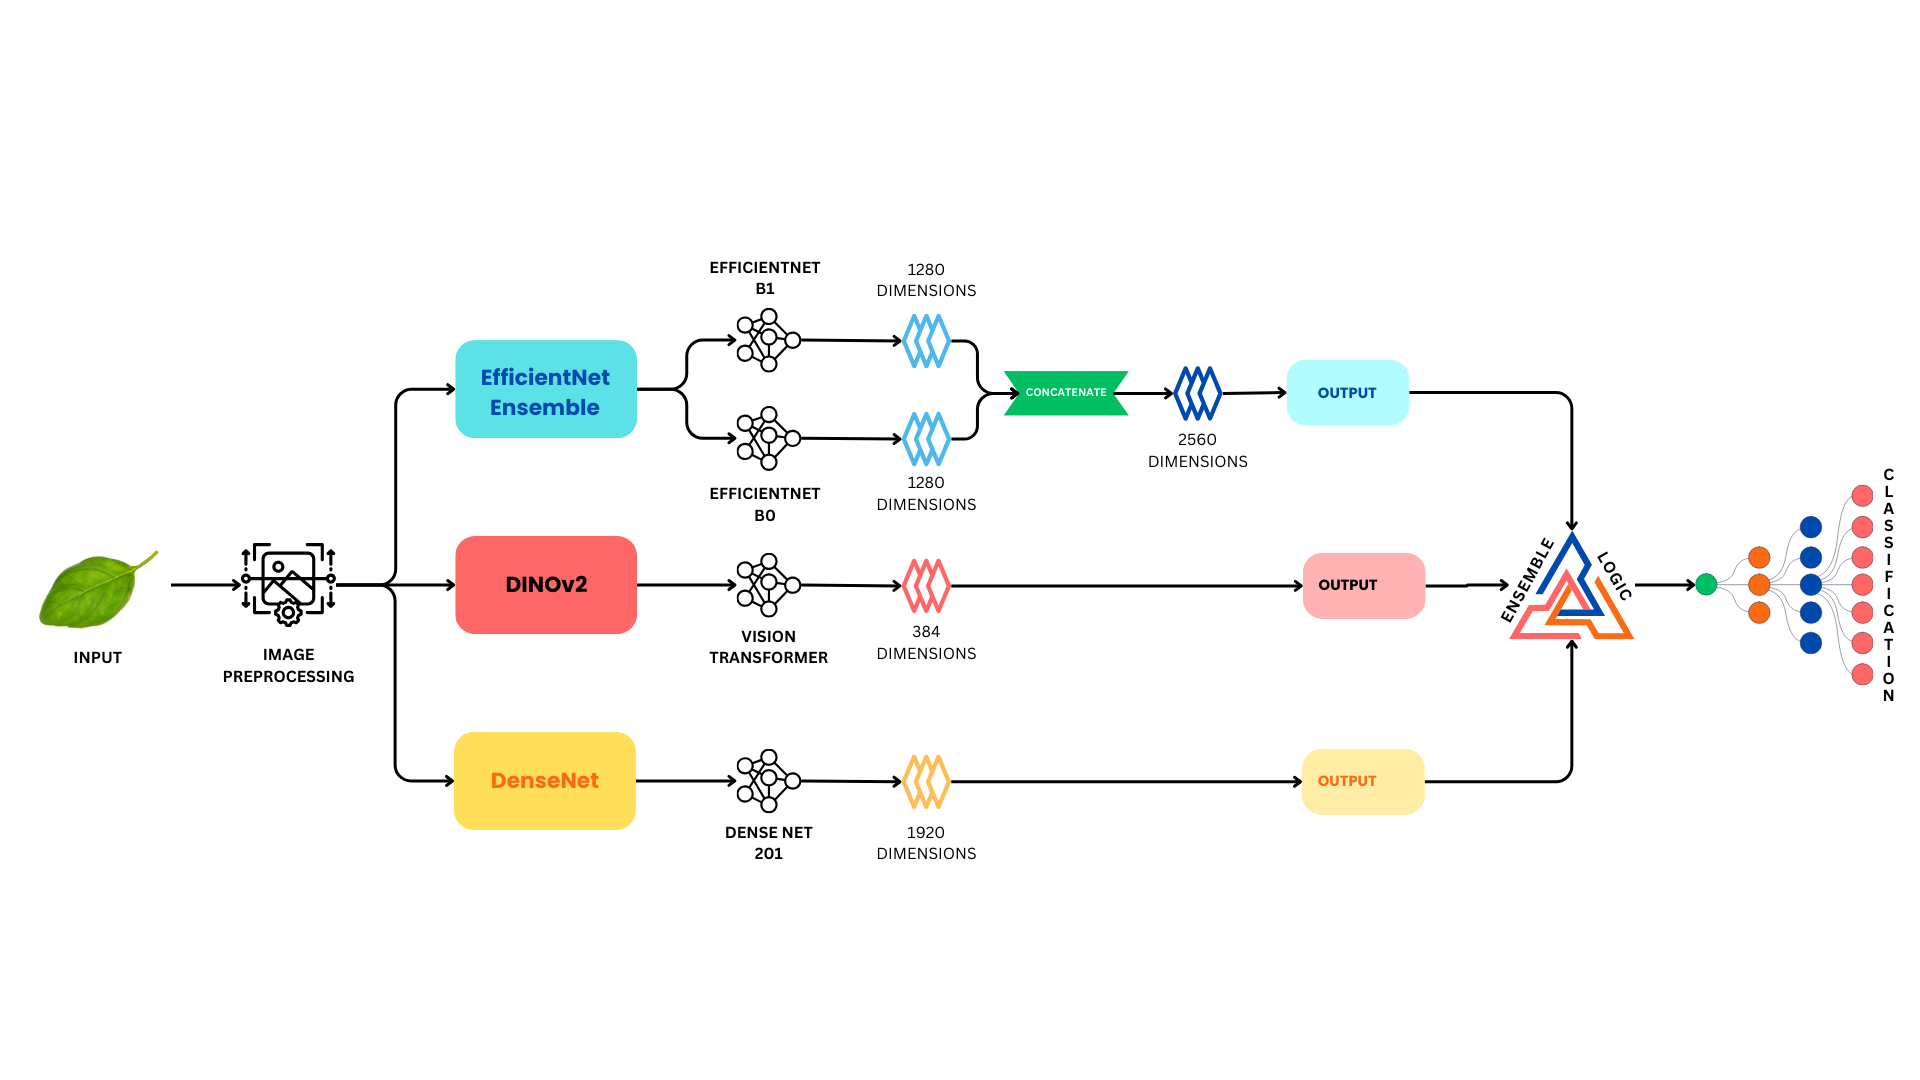 INPUT
IMAGE
PREPROCESSING
EfficientNet
Ensemble
EFFICIENTNET
B1
1280
DIMENSIONS
EFFICIENTNET
B0
1280
DIMENSIONS
CONCATENATE
2560
DIMENSIONS
OUTPUT
DINOv2
VISION
TRANSFORMER
384
DIMENSIONS
OUTPUT
DenseNet
DENSE NET
201
1920
DIMENSIONS
OUTPUT
ENSEMBLE
LOGIC
CLASSIFICATION